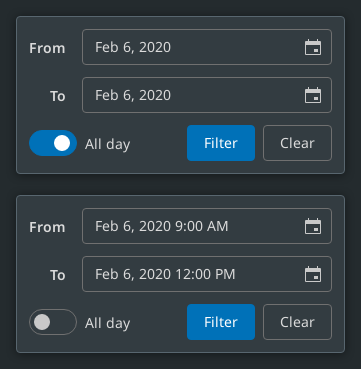 From Feb 6, 2020
To Feb 6, 2020
All day Filter Clear
From Feb 6, 2020 9:00 AM
To Feb 6, 2020 12:00 PM
All day Filter Clear